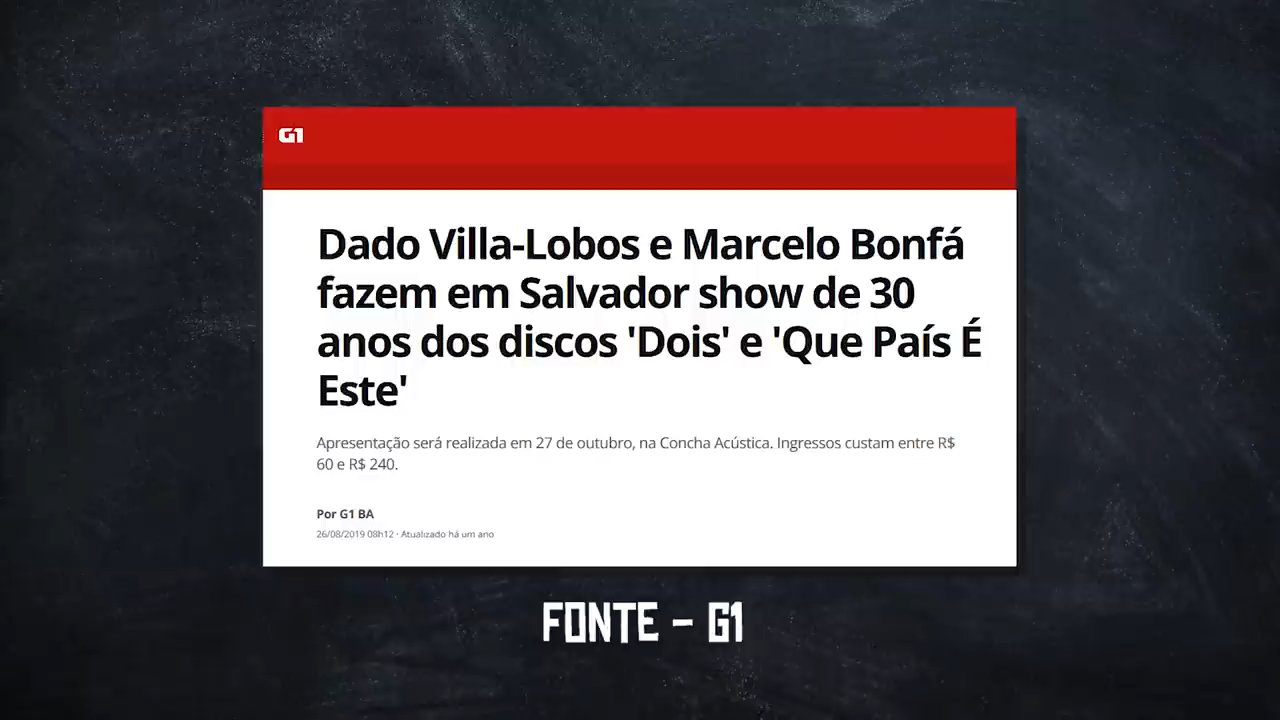 G1
Dado Villa-Lobos e Marcelo Bonfá
fazem em Salvador show de 30
anos dos discos 'Dois' e 'Que País É
Este'
Apresentação será realizada em 27 de outubro, na Concha Acústica. Ingressos custam entre R$
60 e R$ 240.
Por G1 BA
26/08/2019 08h12 · Atualizado há um ano
FONTE – G1